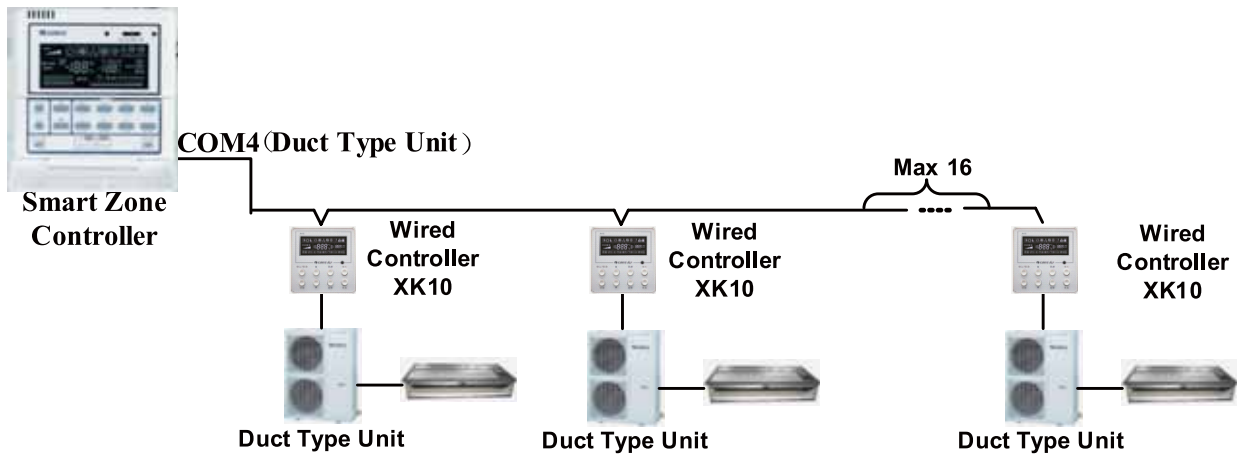 COM4(Duct Type Unit)
Smart Zone
Controller
Max 16
Wired
Controller
XK10
Wired
Controller
XK10
Wired
Controller
XK10
Duct Type Unit
Duct Type Unit
Duct Type Unit